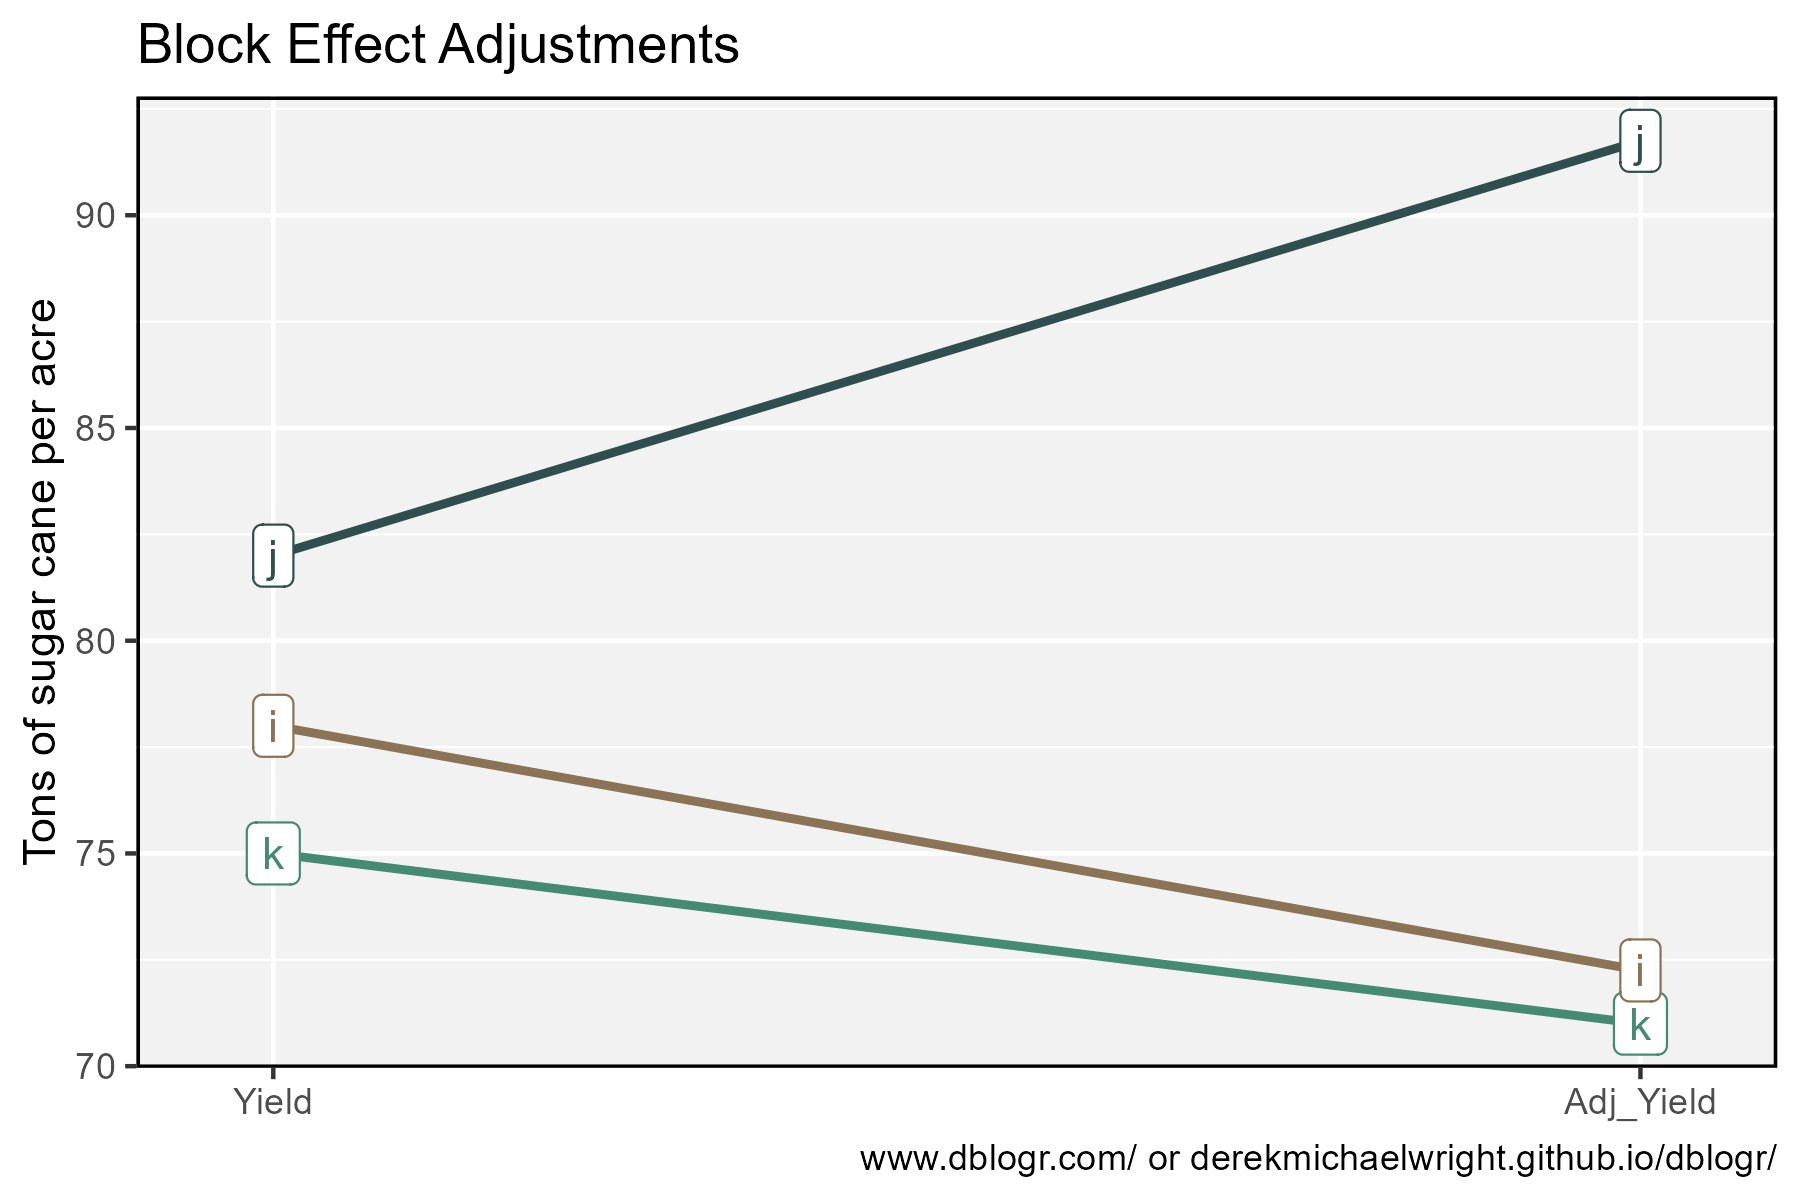 Block Effect Adjustments
Tons of sugar cane per acre
90
85
80
75
70
j
i
k
j
i
k
Yield
Adj_Yield
www.dblogr.com/ or derekmichaelwright.github.io/dblogr/